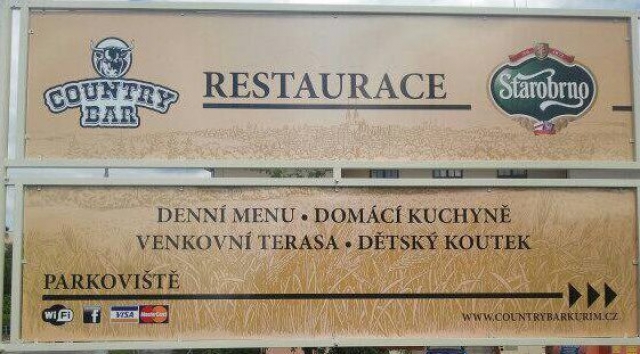 COUNTRY
BAR
RESTAURACE
Starobrno
DENNÍ MENU • DOMÁCÍ KUCHYNĚ
VENKOVNÍ TERASA • DĚTSKÝ KOUTEK
PARKOVIŠTĚ
WiFi f VISA MasterCard
WWW.COUNTRYBARKURIM.CZ